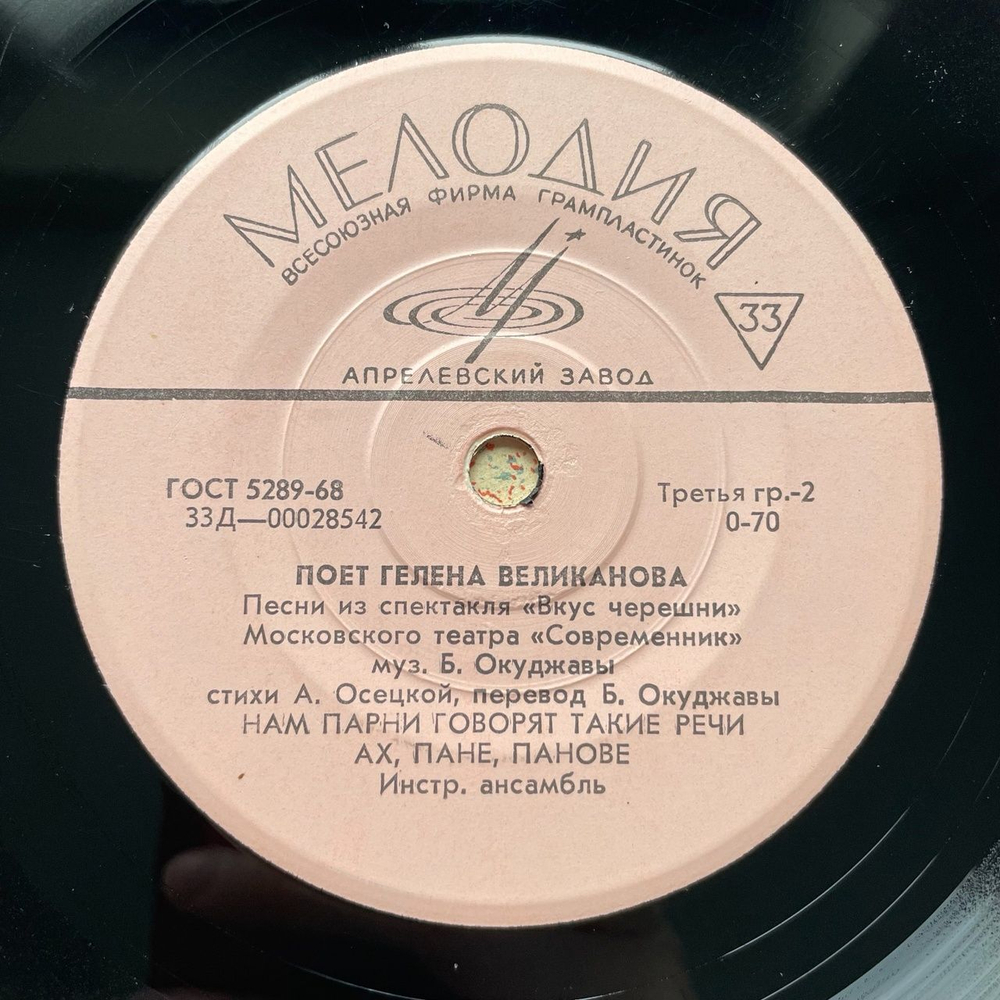 МЕЛОДИЯ
ВСЕСОЮЗНАЯ ФИРМА ГРАМПЛАСТИНОК
33
АПРЕЛЕВСКИЙ ЗАВОД
ГОСТ 5289-68
33Д—00028542
Третья гр.-2
0-70
ПОЕТ ГЕЛЕНА ВЕЛИКАНОВА
Песни из спектакля «Вкус черешни»
Московского театра «Современник»
муз. Б. Окуджавы
стихи А. Осецкой, перевод Б. Окуджавы
НАМ ПАРНИ ГОВОРЯТ ТАКИЕ РЕЧИ
АХ, ПАНЕ, ПАНОВЕ
Инстр. ансамбль